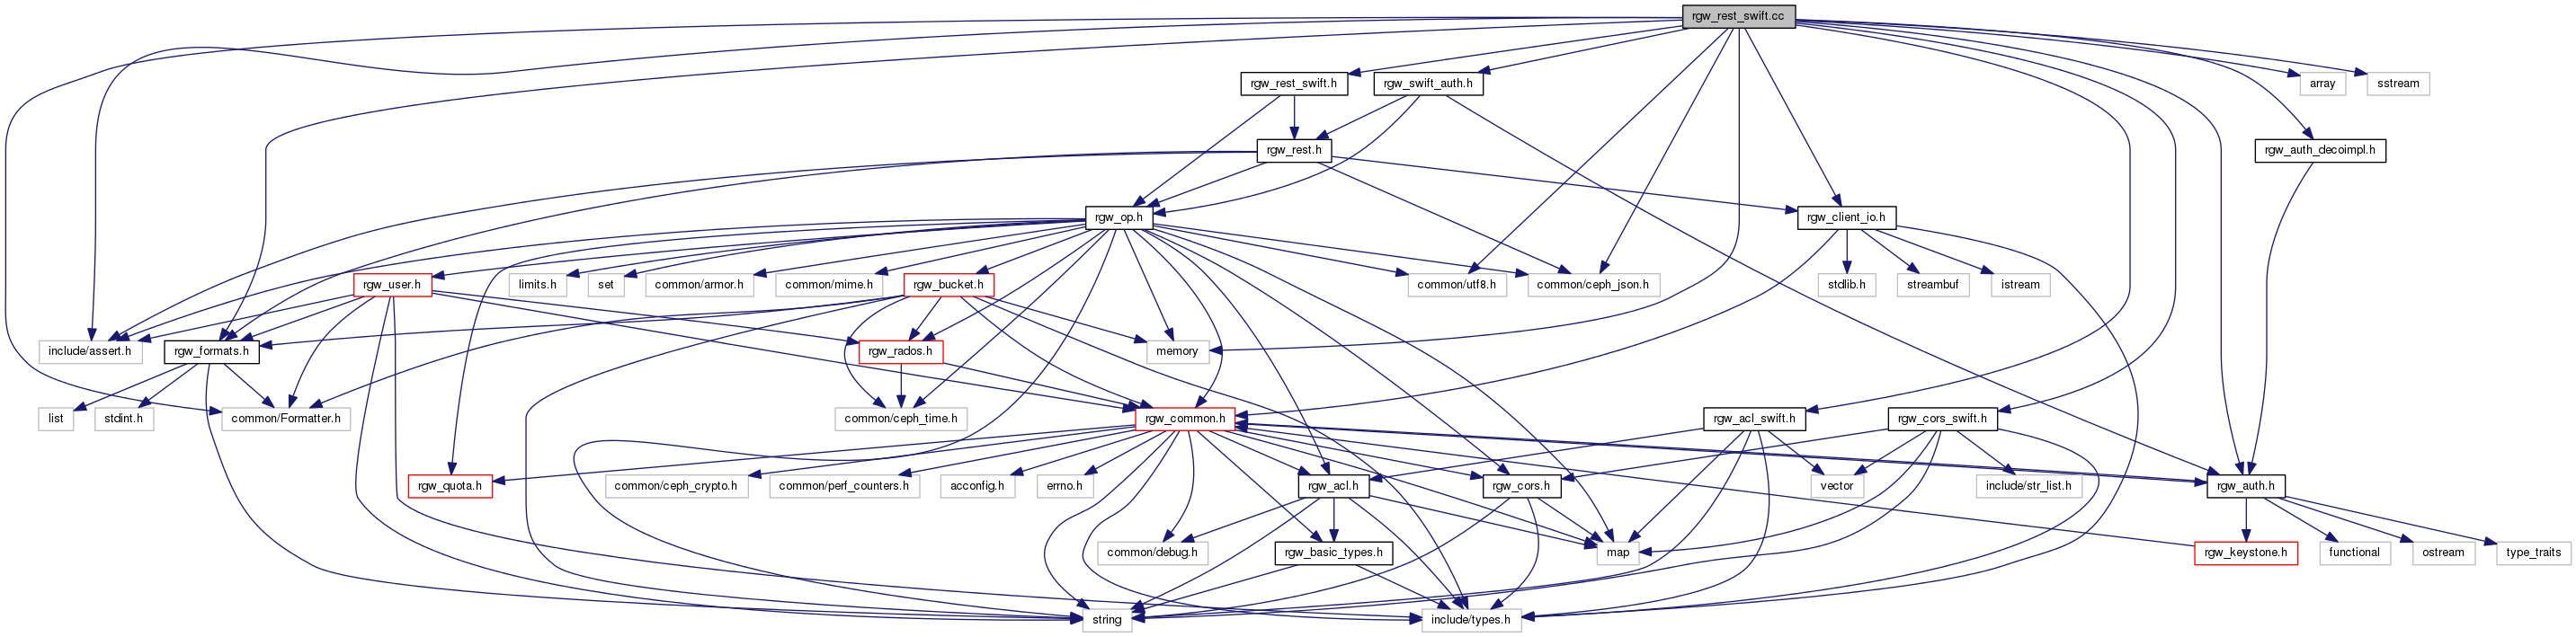 rgw_rest_swift.cc
rgw_rest_swift.h
rgw_swift_auth.h
array
sstream
rgw_rest.h
rgw_auth_decoimpl.h
rgw_op.h
rgw_client_io.h
rgw_user.h
limits.h
set
common/armor.h
common/mime.h
rgw_bucket.h
common/utf8.h
common/ceph_json.h
stdlib.h
streambuf
istream
include/assert.h
rgw_formats.h
rgw_rados.h
memory
list
stdint.h
common/Formatter.h
common/ceph_time.h
rgw_common.h
rgw_acl_swift.h
rgw_cors_swift.h
rgw_quota.h
common/ceph_crypto.h
common/perf_counters.h
acconfig.h
errno.h
rgw_acl.h
rgw_cors.h
vector
include/str_list.h
rgw_auth.h
common/debug.h
rgw_basic_types.h
map
rgw_keystone.h
functional
ostream
type_traits
string
include/types.h